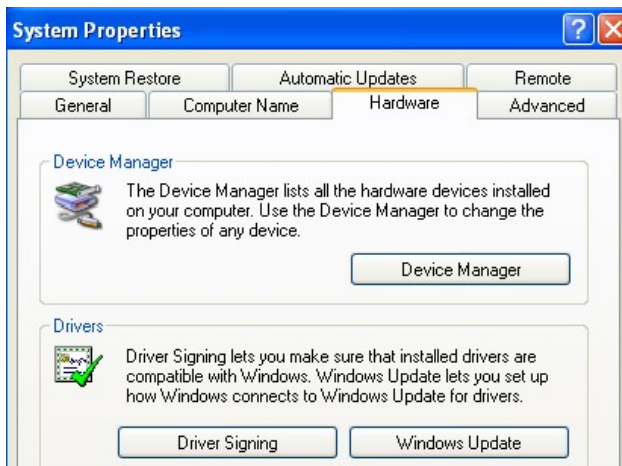 System Properties
System Restore
Automatic Updates
Remote
General
Computer Name
Hardware
Advanced
Device Manager
The Device Manager lists all the hardware devices installed
on your computer. Use the Device Manager to change the
properties of any device.
Device Manager
Drivers
Driver Signing lets you make sure that installed drivers are
compatible with Windows. Windows Update lets you set up
how Windows connects to Windows Update for drivers.
Driver Signing
Windows Update